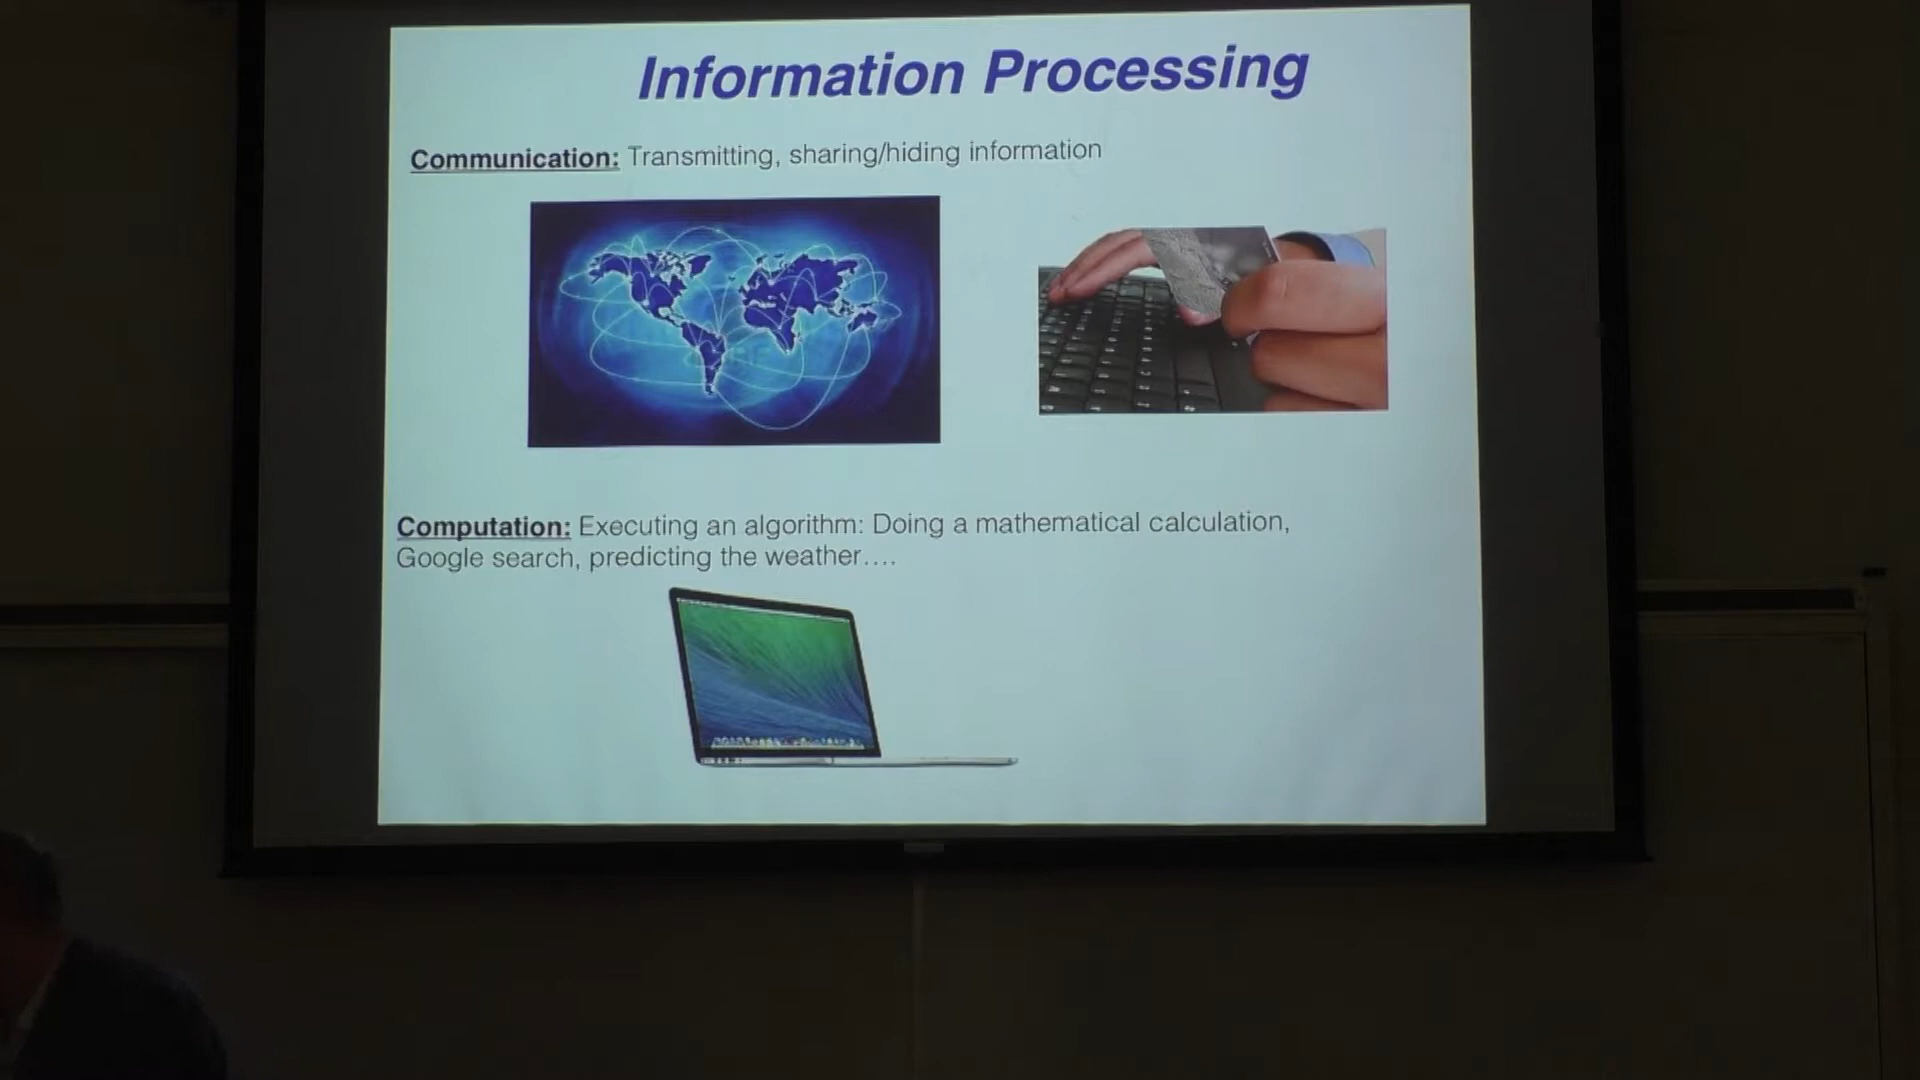 Information Processing
Communication: Transmitting, sharing/hiding information
Computation: Executing an algorithm: Doing a mathematical calculation,
Google search, predicting the weather....